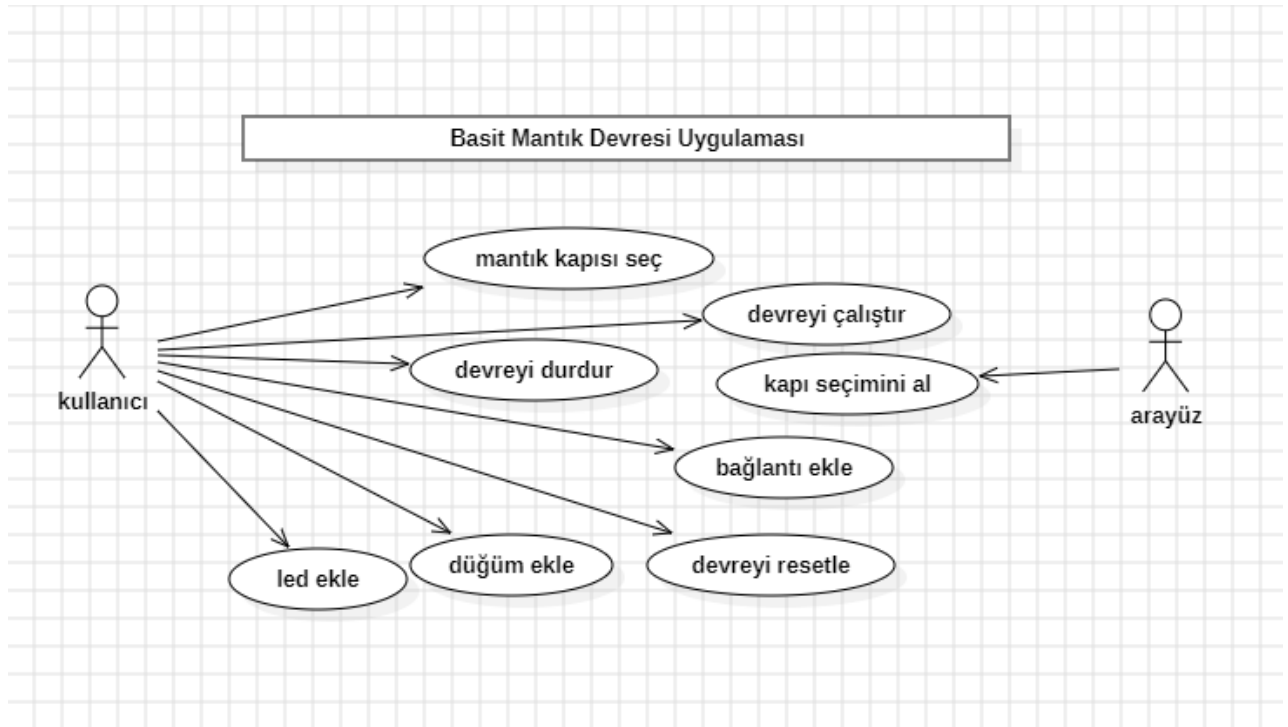 Basit Mantık Devresi Uygulaması
mantık kapısı seç
devreyi çalıştır
devreyi durdur
kapı seçimini al
kullanıcı
arayüz
bağlantı ekle
led ekle
düğüm ekle
devreyi resetle